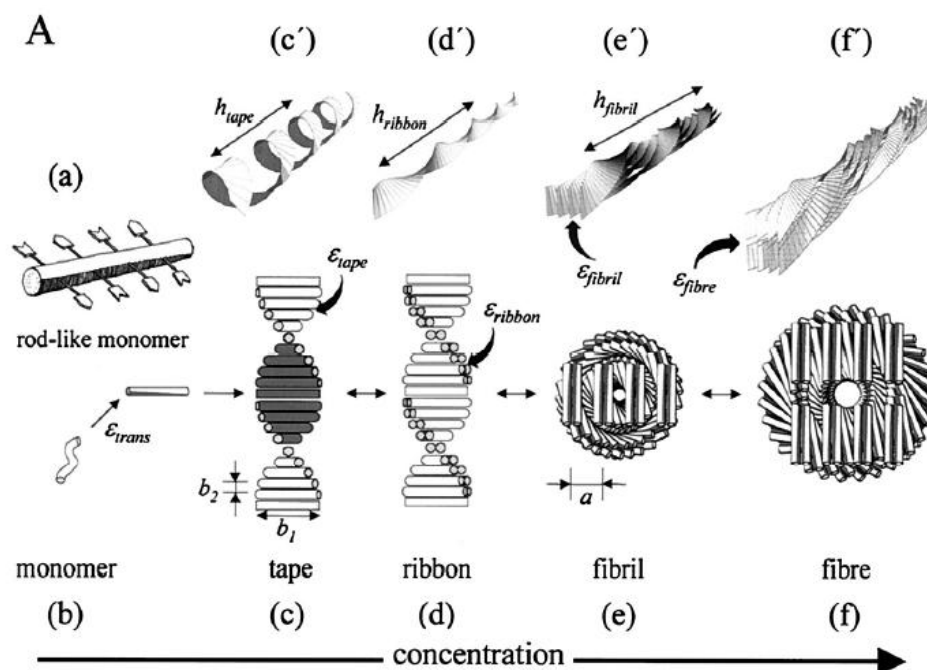 A
(c´)
(d´)
(e´)
(f´)
h_tape
h_ribbon
h_fibril
(a)
ε_fibril
ε_fibre
rod-like monomer
ε_tape
ε_ribbon
ε_trans
b_2
b_1
a
monomer
tape
ribbon
fibril
fibre
(b)
(c)
(d)
(e)
(f)
concentration